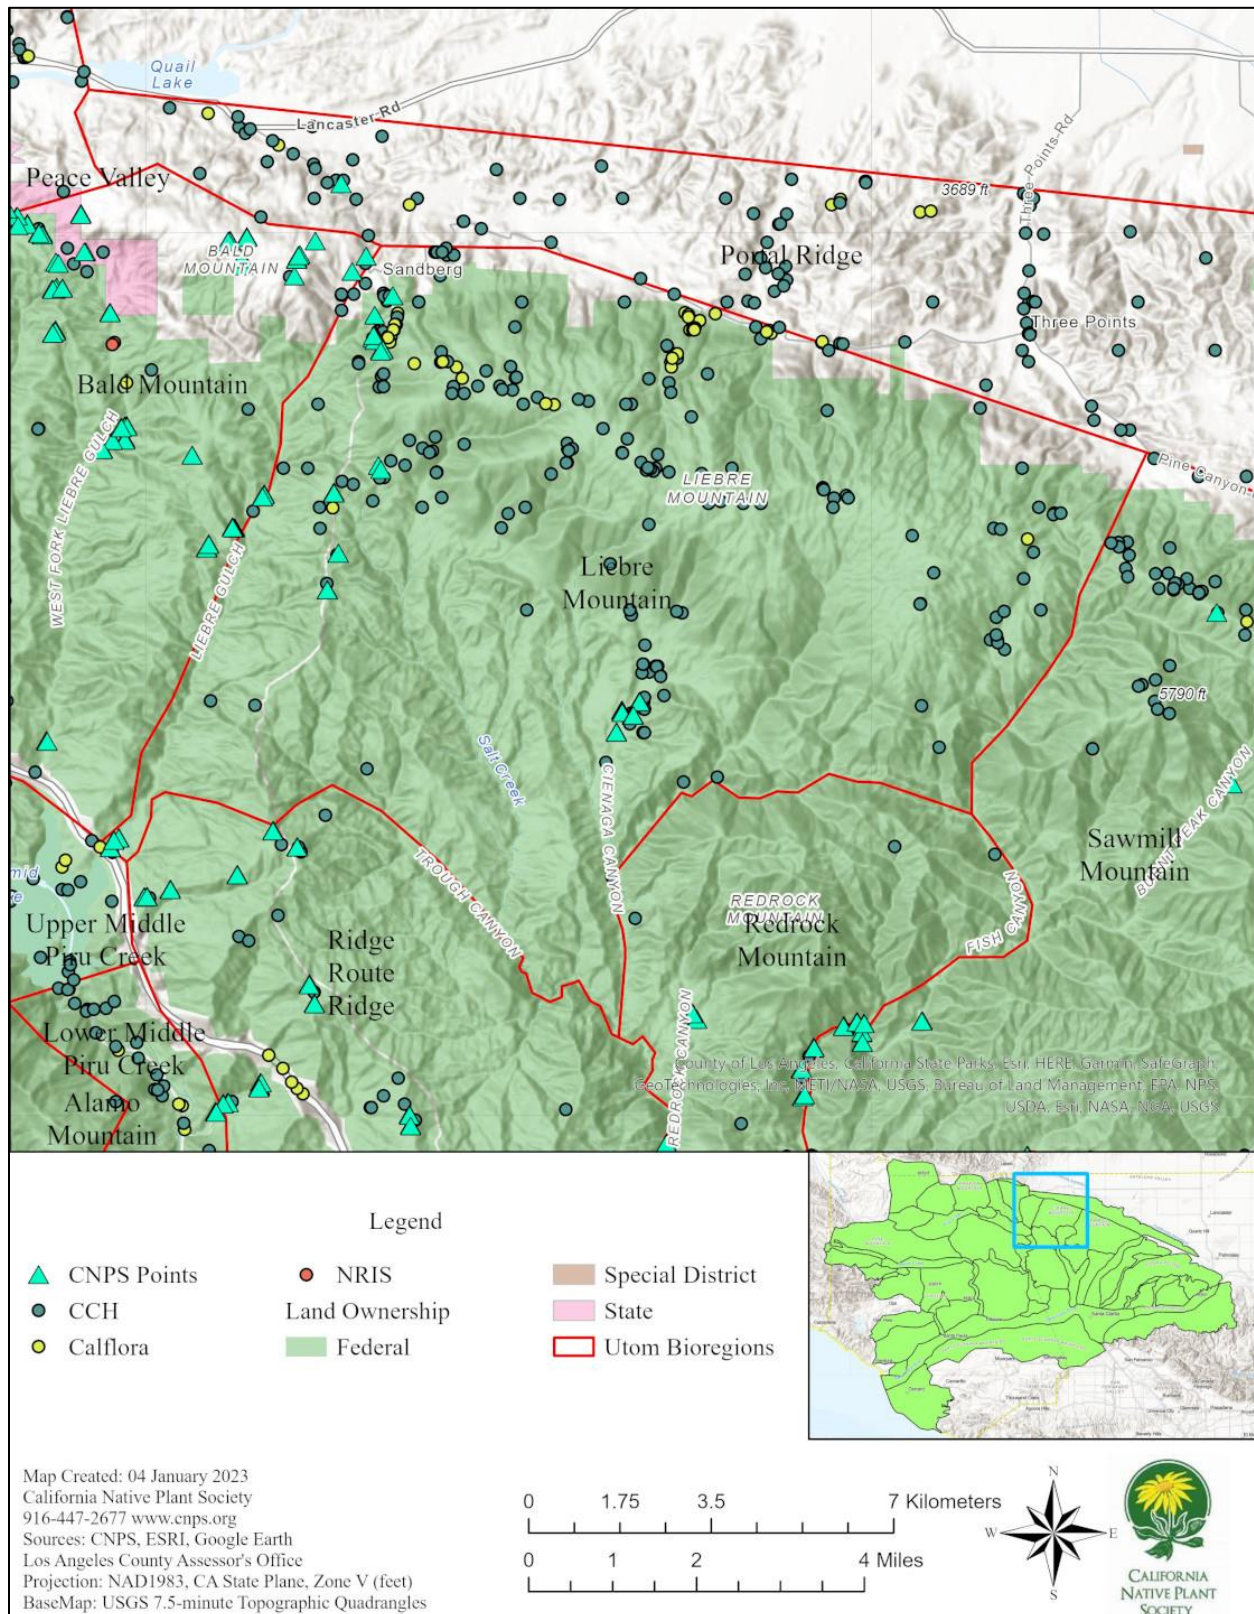 Quail
Lake
Lancaster Rd
Three Points Rd
Peace Valley
3689 ft
BALD
MOUNTAIN
Sandberg
Portal Ridge
Three Points
Bald Mountain
WEST FORK LIEBRE GULCH
LIEBRE GULCH
LIEBRE
MOUNTAIN
Pine Canyon
Liebre
Mountain
5790 ft
Salt Creek
CIENAGA CANYON
TROUGH CANYON
BURNT PEAK CANYON
Sawmill
Mountain
REDROCK
MOUNTAIN
Redrock
Mountain
FISH CANYON
mid
Upper Middle
Piru Creek
Ridge
Route
Ridge
REDROCK CANYON
Lower Middle
Piru Creek
Alamo
Mountain
County of Los Angeles, California State Parks, Esri, HERE, Garmin, SafeGraph,
GeoTechnologies, Inc, METI/NASA, USGS, Bureau of Land Management, EPA, NPS,
USDA, Esri, NASA, NGA, USGS
Legend
CNPS Points
CCH
Calflora
NRIS
Land Ownership
Federal
Special District
State
Utom Bioregions
Map Created: 04 January 2023
California Native Plant Society
916-447-2677 www.cnps.org
Sources: CNPS, ESRI, Google Earth
Los Angeles County Assessor's Office
Projection: NAD1983, CA State Plane, Zone V (feet)
BaseMap: USGS 7.5-minute Topographic Quadrangles
0 1.75 3.5 7 Kilometers
0 1 2 4 Miles
N
W E
S
CALIFORNIA
NATIVE PLANT
SOCIETY